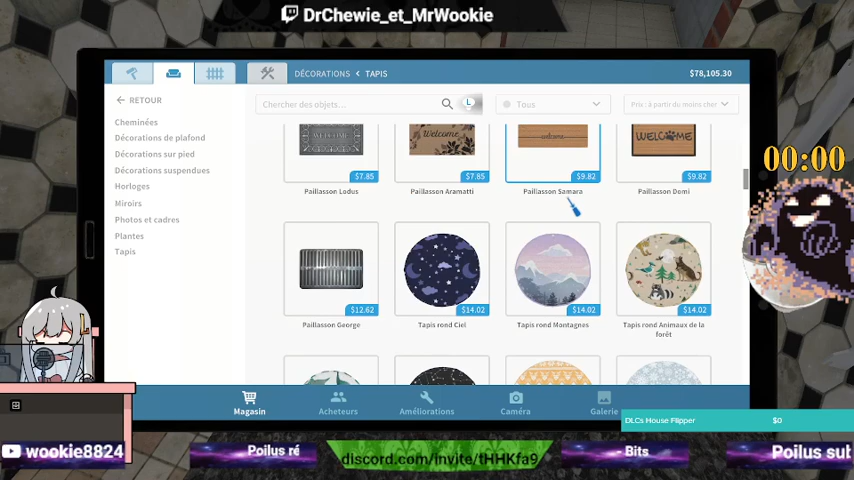 DrChewie_et_MrWookie
DÉCORATIONS < TAPIS
$78,105.30
RETOUR
Chercher des objets...
L
Tous
Prix : à partir du moins cher
Cheminées
Décorations de plafond
Décorations sur pied
Décorations suspendues
Horloges
Miroirs
Photos et cadres
Plantes
Tapis
WELCOME
Welcome
welcome
WELCOME
$7.85
$7.85
$9.82
$9.82
Paillasson Lodus
Paillasson Aramatti
Paillasson Samara
Paillasson Domi
00:00
$12.62
$14.02
$14.02
$14.02
Paillasson George
Tapis rond Ciel
Tapis rond Montagnes
Tapis rond Animaux de la
forêt
Magasin
Acheteurs
Améliorations
Caméra
Galerie
DLCs House Flipper
$0
wookie8824
Poilus ré
discord.com/invite/tHHKfa9
Bits
Poilus sub